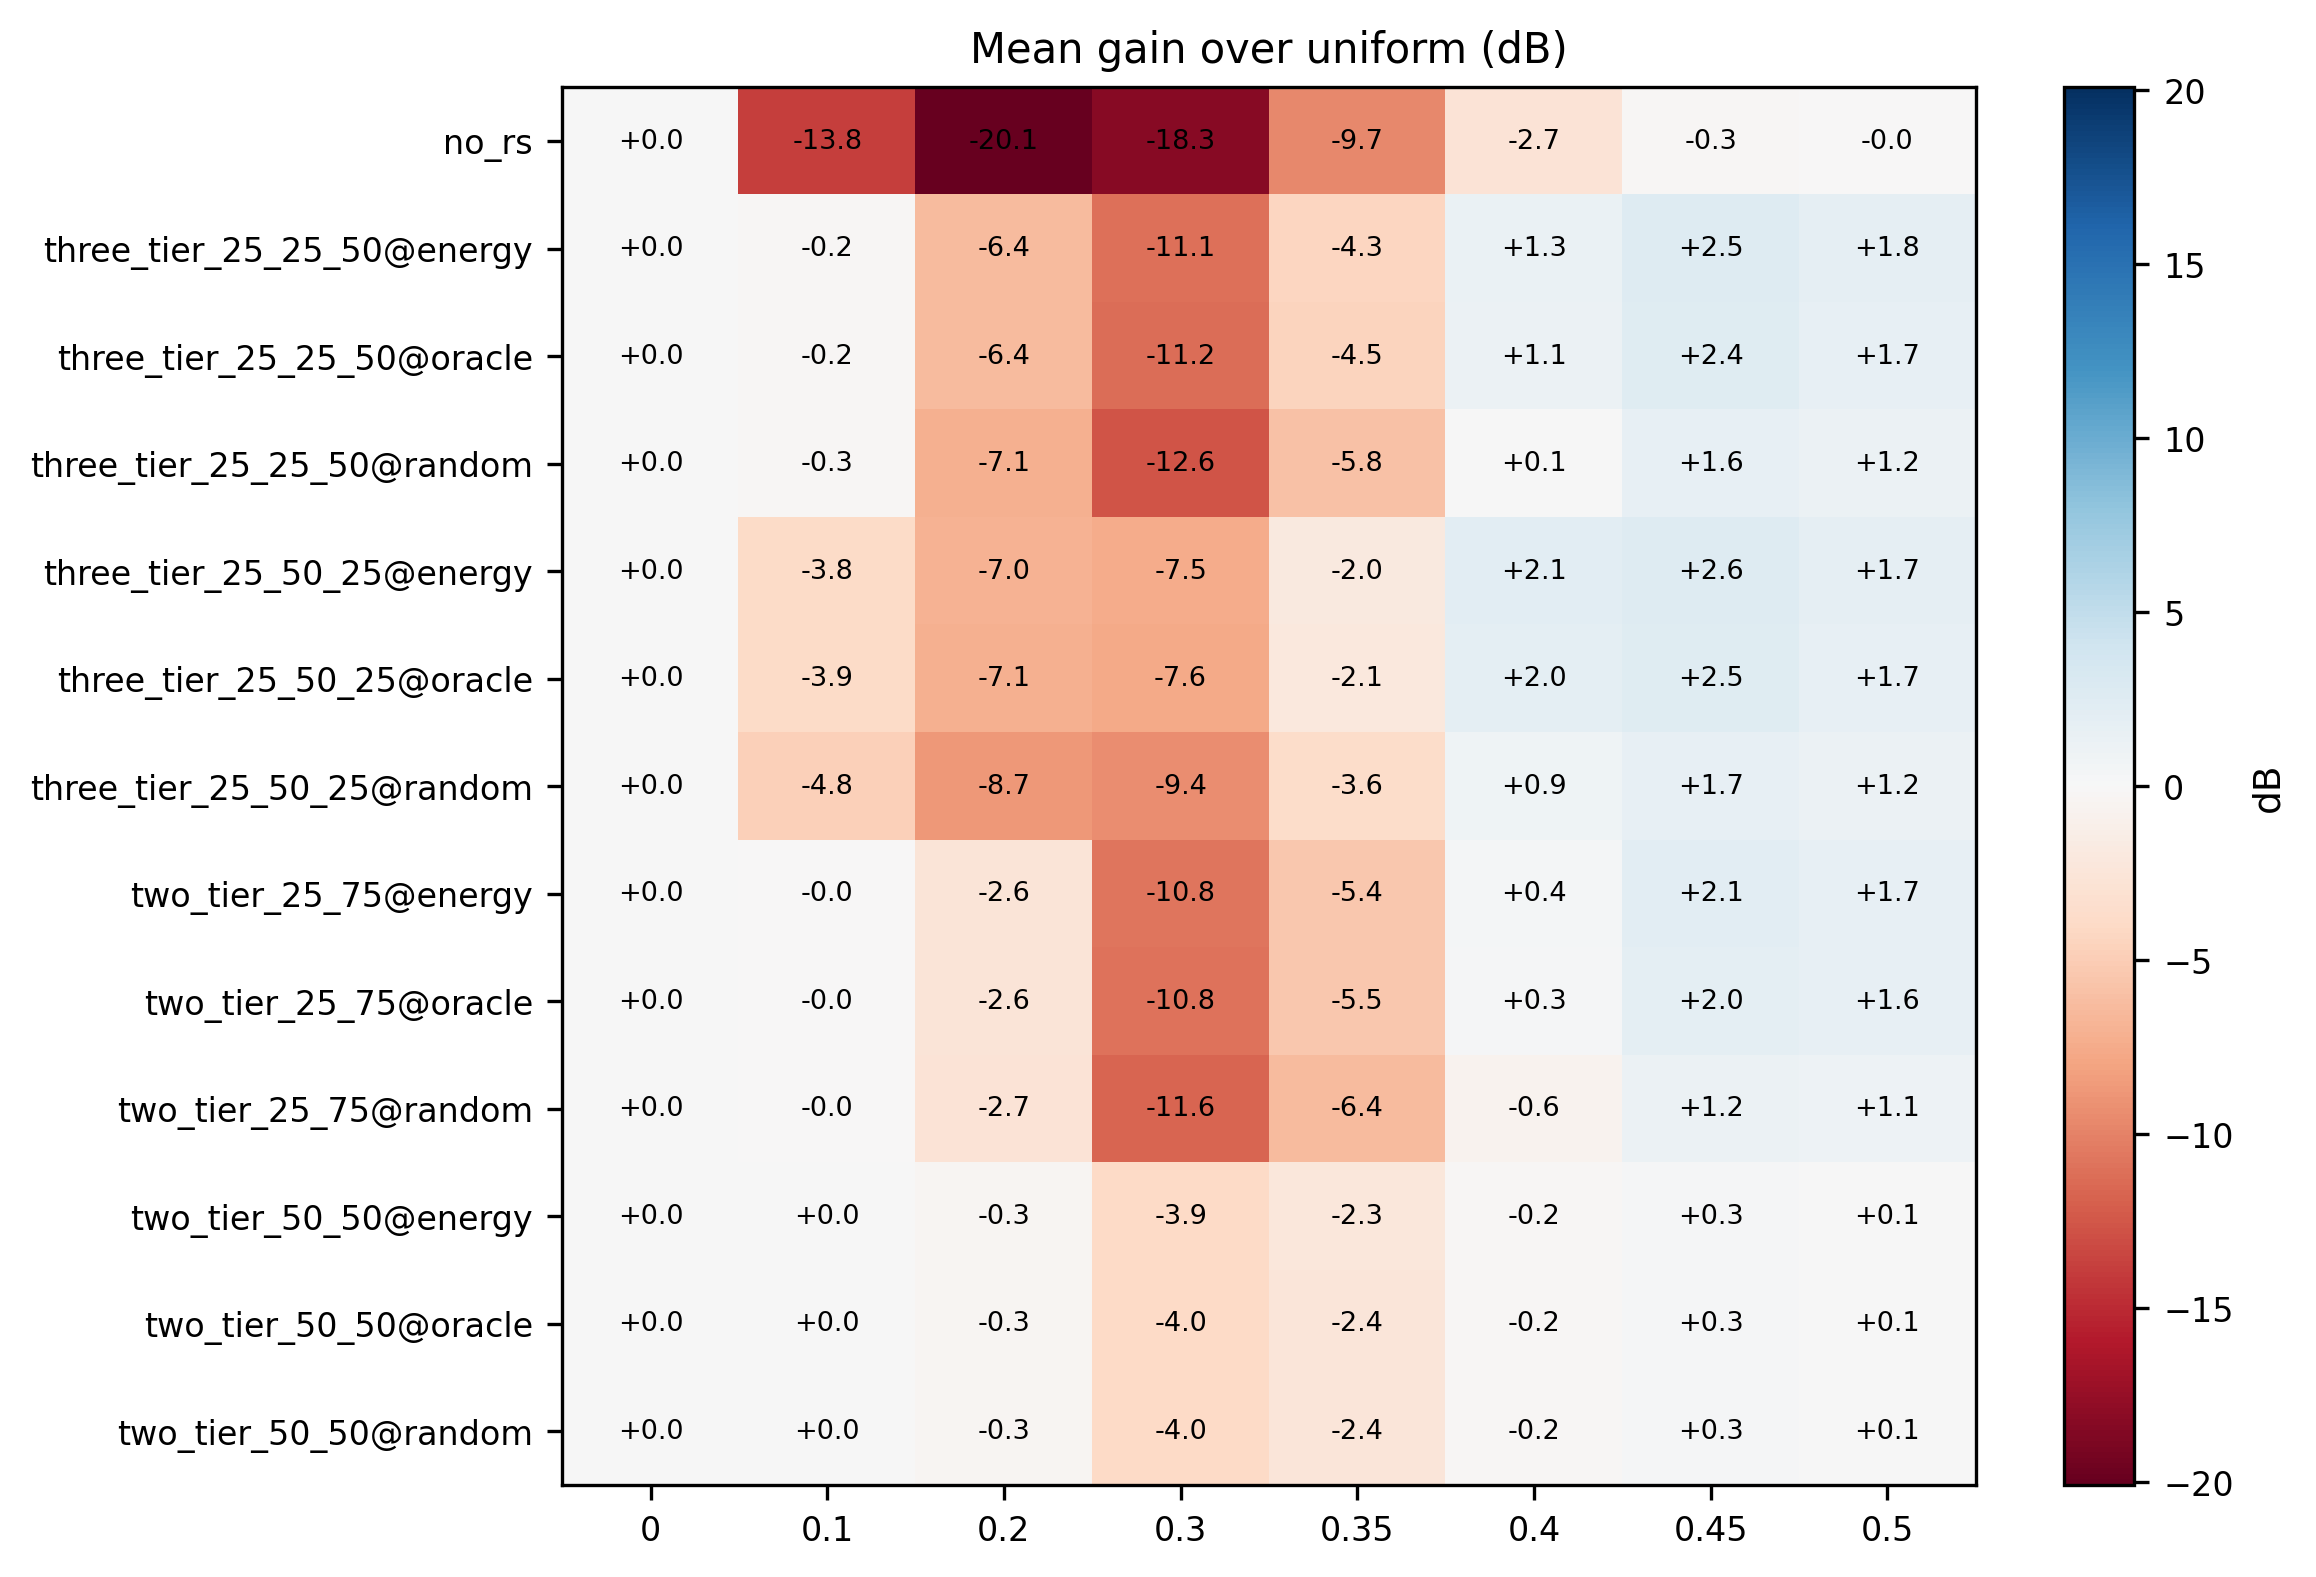 Mean gain over uniform (dB)
no_rs +0.0 -13.8 -20.1 -18.3 -9.7 -2.7 -0.3 -0.0
three_tier_25_25_50@energy +0.0 -0.2 -6.4 -11.1 -4.3 +1.3 +2.5 +1.8
three_tier_25_25_50@oracle +0.0 -0.2 -6.4 -11.2 -4.5 +1.1 +2.4 +1.7
three_tier_25_25_50@random +0.0 -0.3 -7.1 -12.6 -5.8 +0.1 +1.6 +1.2
three_tier_25_50_25@energy +0.0 -3.8 -7.0 -7.5 -2.0 +2.1 +2.6 +1.7
three_tier_25_50_25@oracle +0.0 -3.9 -7.1 -7.6 -2.1 +2.0 +2.5 +1.7
three_tier_25_50_25@random +0.0 -4.8 -8.7 -9.4 -3.6 +0.9 +1.7 +1.2
two_tier_25_75@energy +0.0 -0.0 -2.6 -10.8 -5.4 +0.4 +2.1 +1.7
two_tier_25_75@oracle +0.0 -0.0 -2.6 -10.8 -5.5 +0.3 +2.0 +1.6
two_tier_25_75@random +0.0 -0.0 -2.7 -11.6 -6.4 -0.6 +1.2 +1.1
two_tier_50_50@energy +0.0 +0.0 -0.3 -3.9 -2.3 -0.2 +0.3 +0.1
two_tier_50_50@oracle +0.0 +0.0 -0.3 -4.0 -2.4 -0.2 +0.3 +0.1
two_tier_50_50@random +0.0 +0.0 -0.3 -4.0 -2.4 -0.2 +0.3 +0.1
0 0.1 0.2 0.3 0.35 0.4 0.45 0.5
20
15
10
5
0
−5
−10
−15
−20
dB